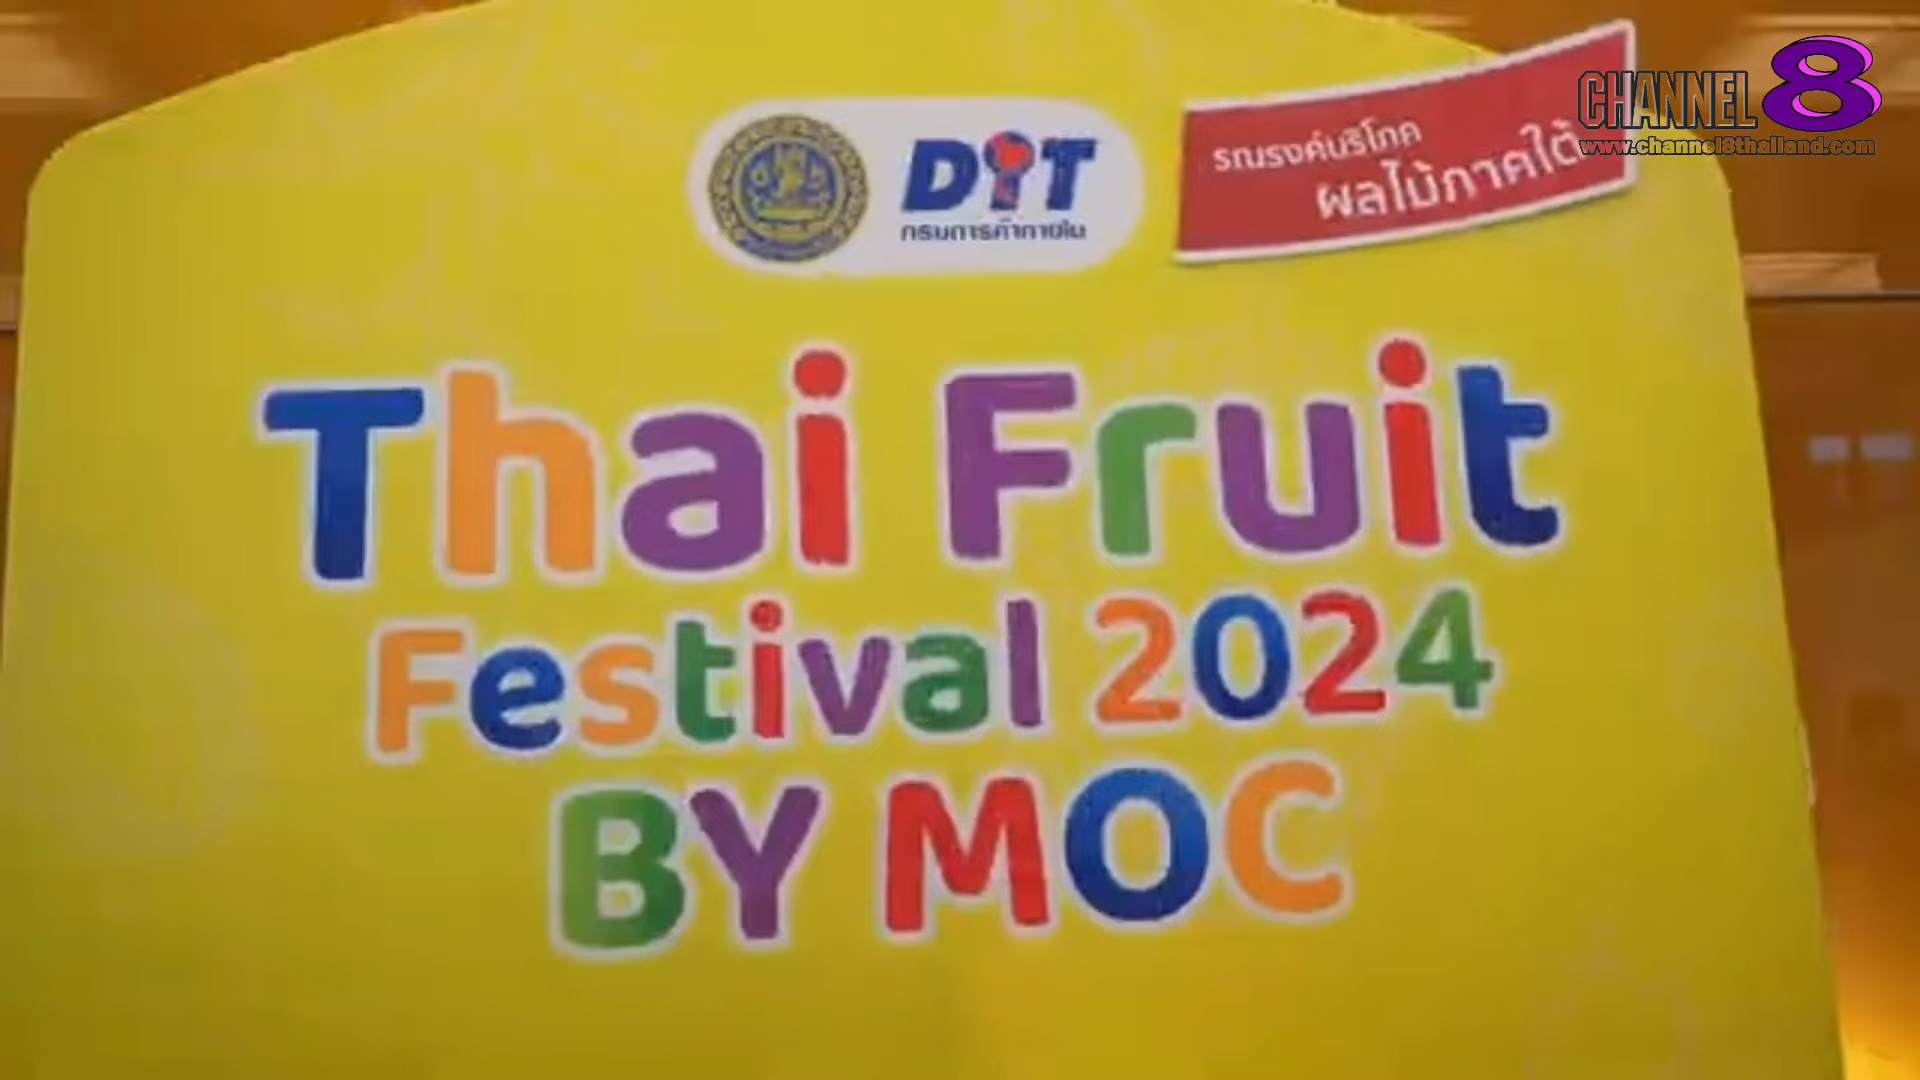 CHANNEL 8
www.channel8thailand.com
DIT
กรมการค้าภายใน
รณรงค์บริโภค
ผลไม้ภาคใต้
Thai Fruit
Festival 2024
BY MOC